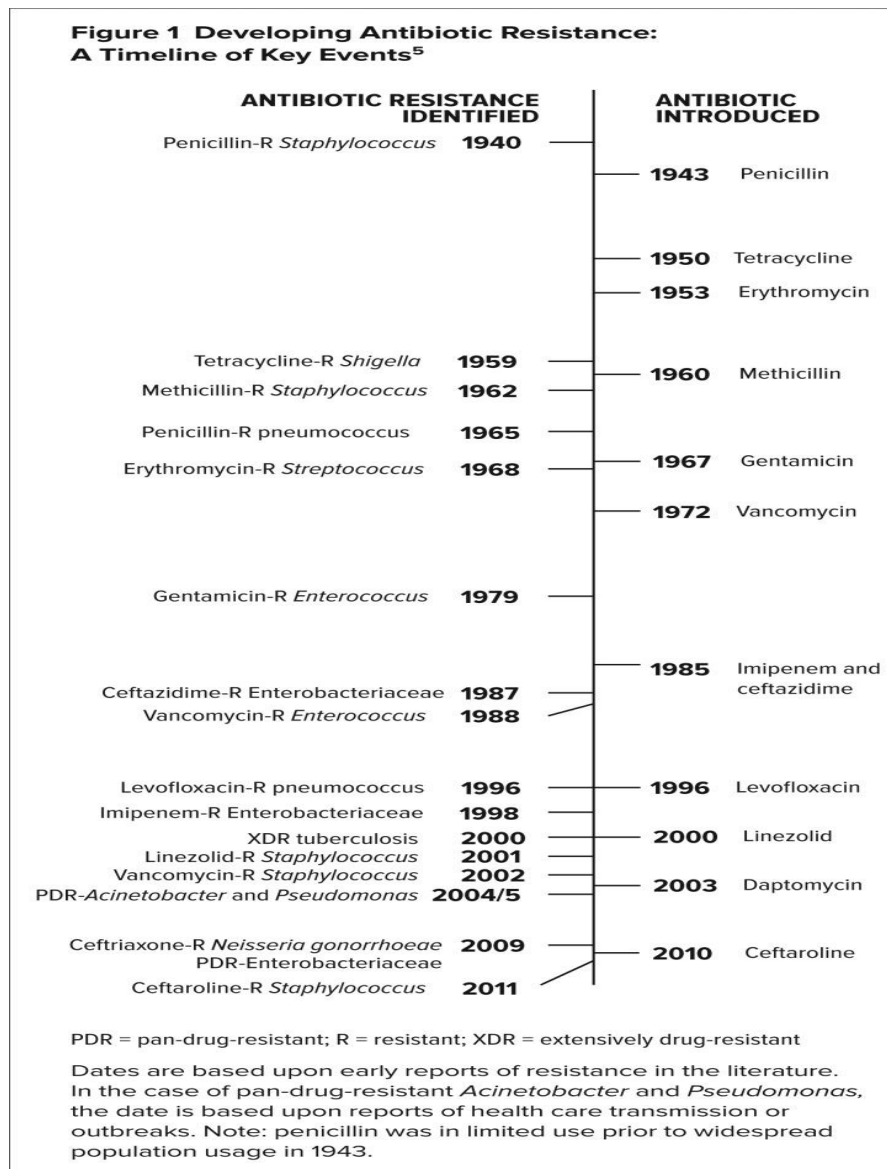 Figure 1 Developing Antibiotic Resistance:
A Timeline of Key Events⁵
ANTIBIOTIC RESISTANCE
IDENTIFIED
ANTIBIOTIC
INTRODUCED
Penicillin-R Staphylococcus 1940
1943 Penicillin
1950 Tetracycline
1953 Erythromycin
Tetracycline-R Shigella 1959
1960 Methicillin
Methicillin-R Staphylococcus 1962
Penicillin-R pneumococcus 1965
1967 Gentamicin
Erythromycin-R Streptococcus 1968
1972 Vancomycin
Gentamicin-R Enterococcus 1979
1985 Imipenem and
ceftazidime
Ceftazidime-R Enterobacteriaceae 1987
Vancomycin-R Enterococcus 1988
Levofloxacin-R pneumococcus 1996
1996 Levofloxacin
Imipenem-R Enterobacteriaceae 1998
XDR tuberculosis 2000
2000 Linezolid
Linezolid-R Staphylococcus 2001
Vancomycin-R Staphylococcus 2002
2003 Daptomycin
PDR-Acinetobacter and Pseudomonas 2004/5
Ceftriaxone-R Neisseria gonorrhoeae 2009
PDR-Enterobacteriaceae
2010 Ceftaroline
Ceftaroline-R Staphylococcus 2011
PDR = pan-drug-resistant; R = resistant; XDR = extensively drug-resistant
Dates are based upon early reports of resistance in the literature.
In the case of pan-drug-resistant Acinetobacter and Pseudomonas,
the date is based upon reports of health care transmission or
outbreaks. Note: penicillin was in limited use prior to widespread
population usage in 1943.